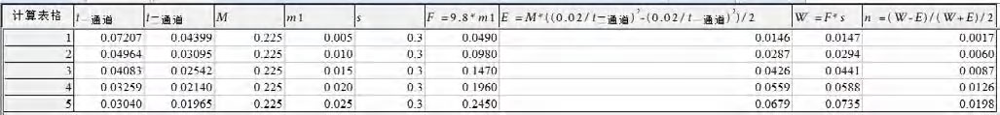 计算表格 t一通道 t二通道 M m1 s F =9.8*m1 E =M*((0.02/t二通道)²-(0.02/t一通道)²)/2 W =F*s n =(W-E)/(W+E)/2
1 0.07207 0.04399 0.225 0.005 0.3 0.0490 0.0146 0.0147 0.0017
2 0.04964 0.03095 0.225 0.010 0.3 0.0980 0.0287 0.0294 0.0060
3 0.04083 0.02542 0.225 0.015 0.3 0.1470 0.0426 0.0441 0.0087
4 0.03259 0.02140 0.225 0.020 0.3 0.1960 0.0559 0.0588 0.0126
5 0.03040 0.01965 0.225 0.025 0.3 0.2450 0.0679 0.0735 0.0198